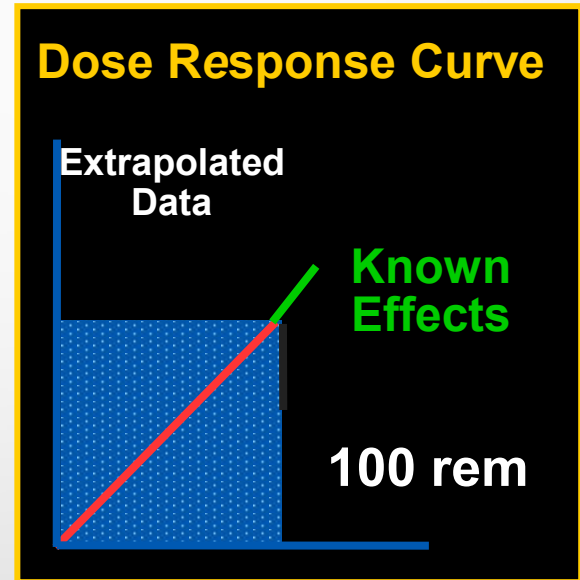 Dose Response Curve
Extrapolated
Data
Known
Effects
100 rem